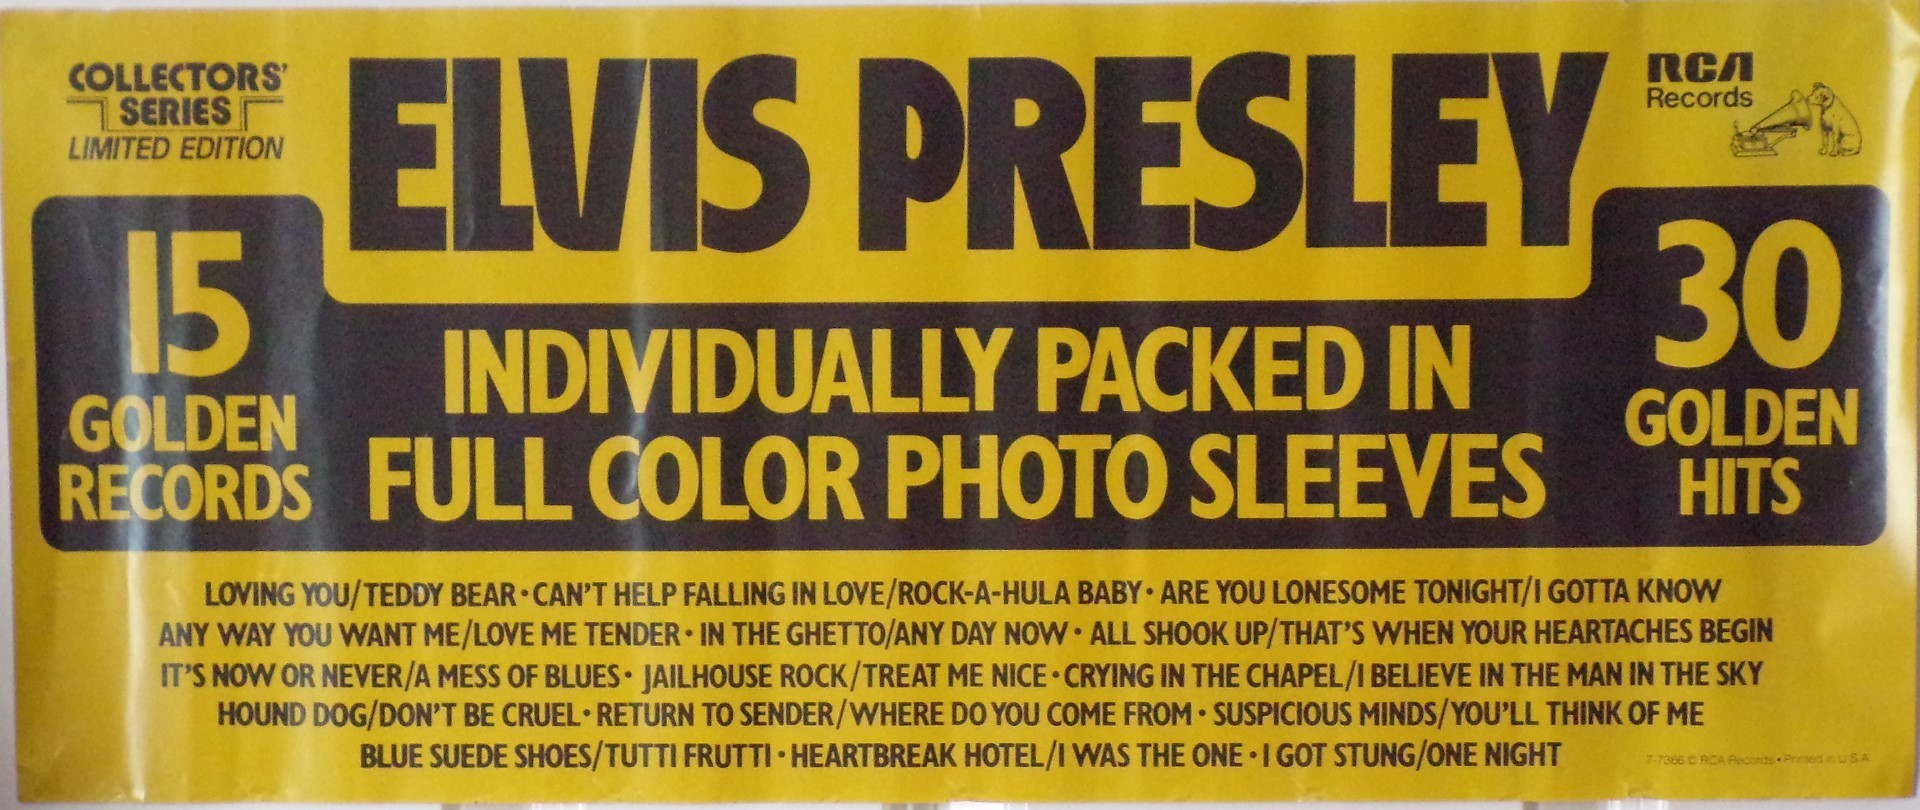 COLLECTORS'
SERIES
LIMITED EDITION
ELVIS PRESLEY
RCA
Records
15
GOLDEN
RECORDS
INDIVIDUALLY PACKED IN
FULL COLOR PHOTO SLEEVES
30
GOLDEN
HITS
LOVING YOU/TEDDY BEAR • CAN'T HELP FALLING IN LOVE/ROCK-A-HULA BABY • ARE YOU LONESOME TONIGHT/I GOTTA KNOW
ANY WAY YOU WANT ME/LOVE ME TENDER • IN THE GHETTO/ANY DAY NOW • ALL SHOOK UP/THAT'S WHEN YOUR HEARTACHES BEGIN
IT'S NOW OR NEVER/A MESS OF BLUES • JAILHOUSE ROCK/TREAT ME NICE • CRYING IN THE CHAPEL/I BELIEVE IN THE MAN IN THE SKY
HOUND DOG/DON'T BE CRUEL • RETURN TO SENDER/WHERE DO YOU COME FROM • SUSPICIOUS MINDS/YOU'LL THINK OF ME
BLUE SUEDE SHOES/TUTTI FRUTTI • HEARTBREAK HOTEL/I WAS THE ONE • I GOT STUNG/ONE NIGHT
7-7366 © RCA Records • Printed in U.S.A.